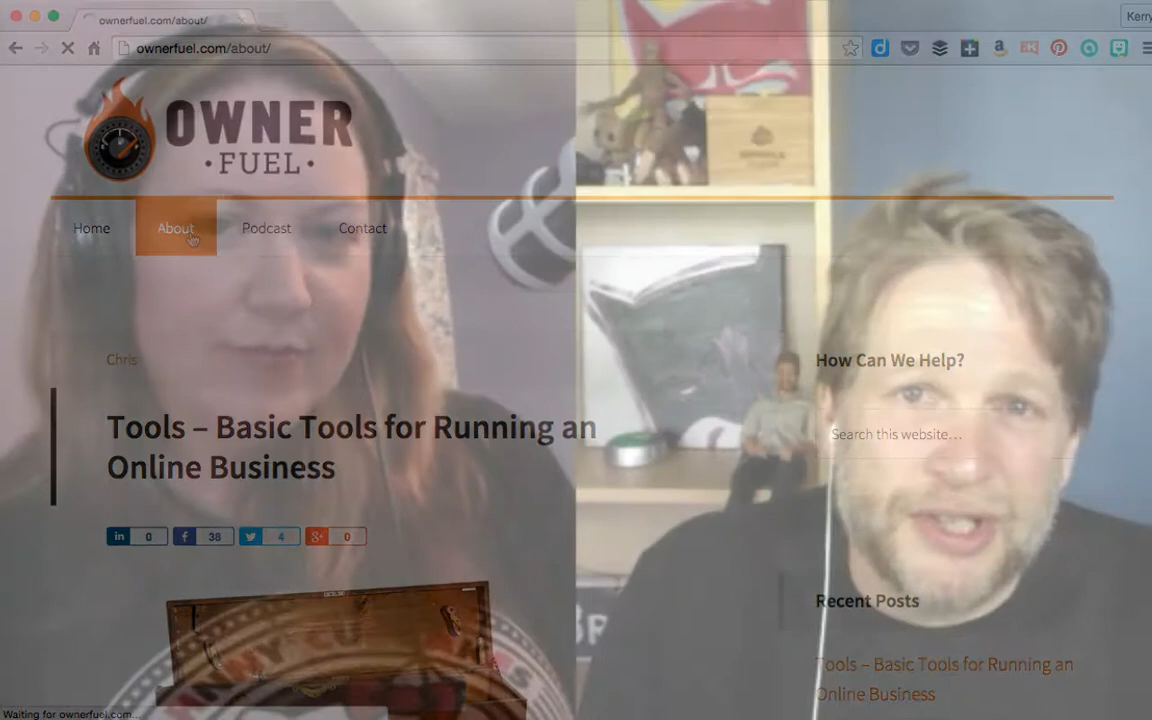 ownerfuel.com/about/
Kerry
ownerfuel.com/about/
OWNER
• FUEL •
Home
About
Podcast
Contact
Chris
How Can We Help?
Tools – Basic Tools for Running an
Online Business
Search this website…
in 0
f 38
4
g+ 0
Recent Posts
Tools – Basic Tools for Running an
Online Business
Waiting for ownerfuel.com...